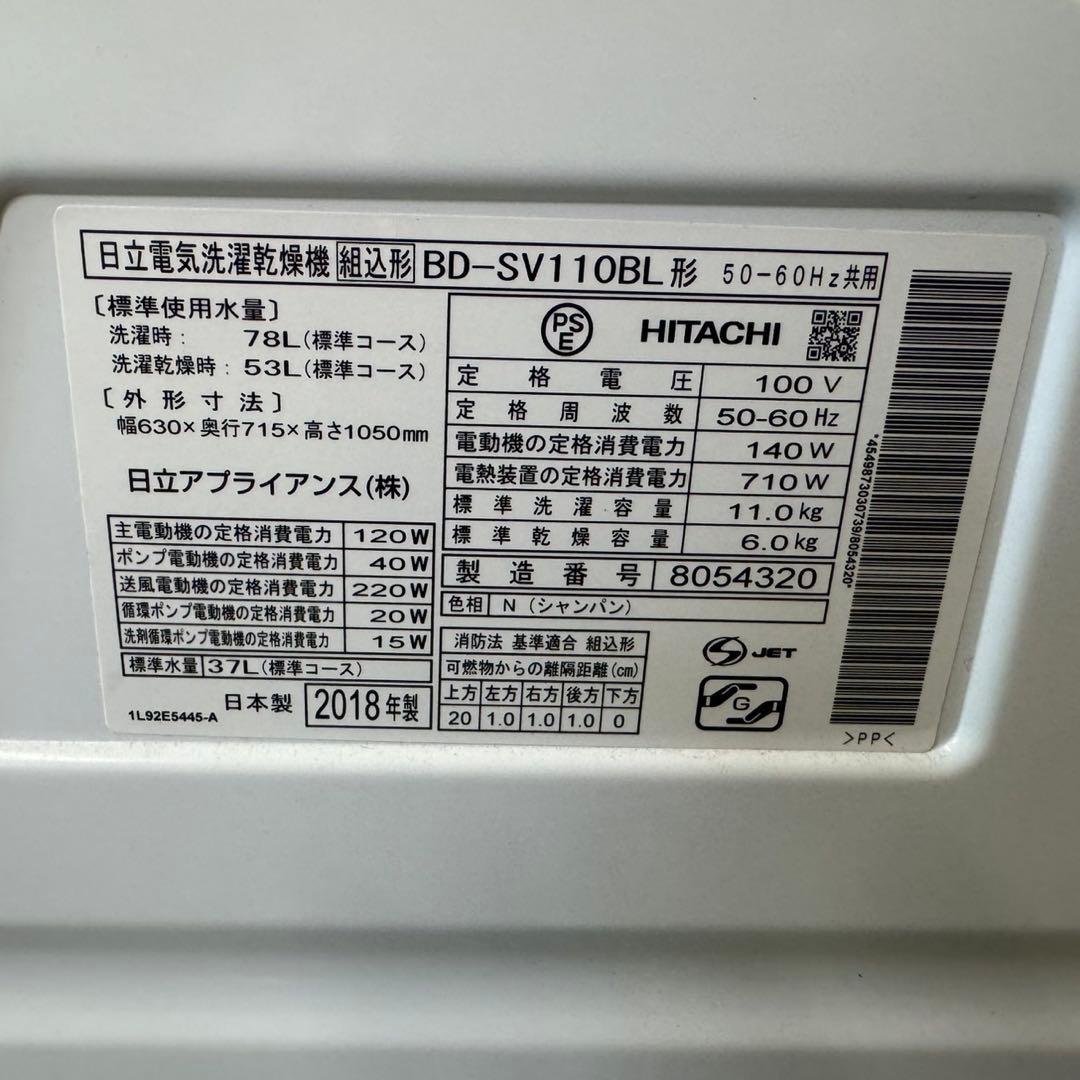 日立電気洗濯乾燥機 組込形 BD-SV110BL形 50-60Hz共用
〔標準使用水量〕
洗濯時: 78L(標準コース)
洗濯乾燥時: 53L(標準コース)
〔外形寸法〕
幅630×奥行715×高さ1050mm
日立アプライアンス(株)
主電動機の定格消費電力 120W
ポンプ電動機の定格消費電力 40W
送風電動機の定格消費電力 220W
循環ポンプ電動機の定格消費電力 20W
洗剤循環ポンプ電動機の定格消費電力 15W
標準水量 37L(標準コース)
1L92E5445-A 日本製 2018年製
PSE HITACHI
定格電圧 100V
定格周波数 50-60Hz
電動機の定格消費電力 140W
電熱装置の定格消費電力 710W
標準洗濯容量 11.0kg
標準乾燥容量 6.0kg
製造番号 8054320
色相 N(シャンパン)
消防法 基準適合 組込形
可燃物からの離隔距離(cm)
上方 左方 右方 後方 下方
20 1.0 1.0 1.0 0
S JET
G
*4549873030739/8054320*
>PP<